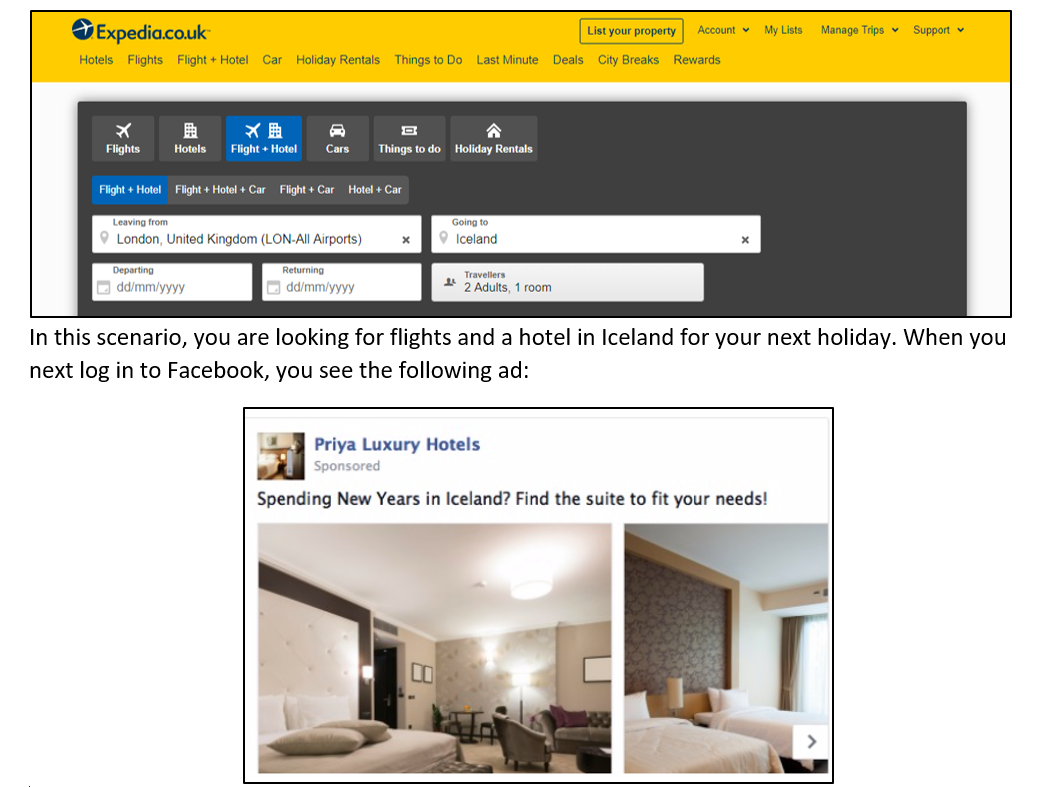 Expedia.co.uk
List your property Account My Lists Manage Trips Support
Hotels Flights Flight + Hotel Car Holiday Rentals Things to Do Last Minute Deals City Breaks Rewards
Flights Hotels Flight + Hotel Cars Things to do Holiday Rentals
Flight + Hotel Flight + Hotel + Car Flight + Car Hotel + Car
Leaving from Going to
London, United Kingdom (LON-All Airports) × Iceland ×
Departing Returning Travellers
dd/mm/yyyy dd/mm/yyyy 2 Adults, 1 room
In this scenario, you are looking for flights and a hotel in Iceland for your next holiday. When you
next log in to Facebook, you see the following ad:
Priya Luxury Hotels
Sponsored
Spending New Years in Iceland? Find the suite to fit your needs!